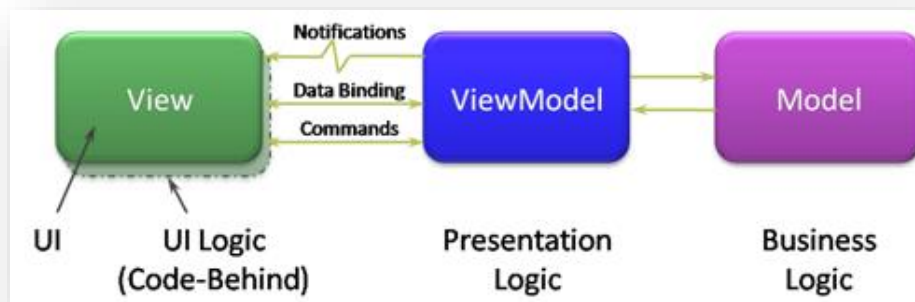 Notifications
View
Data Binding
ViewModel
Model
Commands
UI
UI Logic
(Code-Behind)
Presentation
Logic
Business
Logic